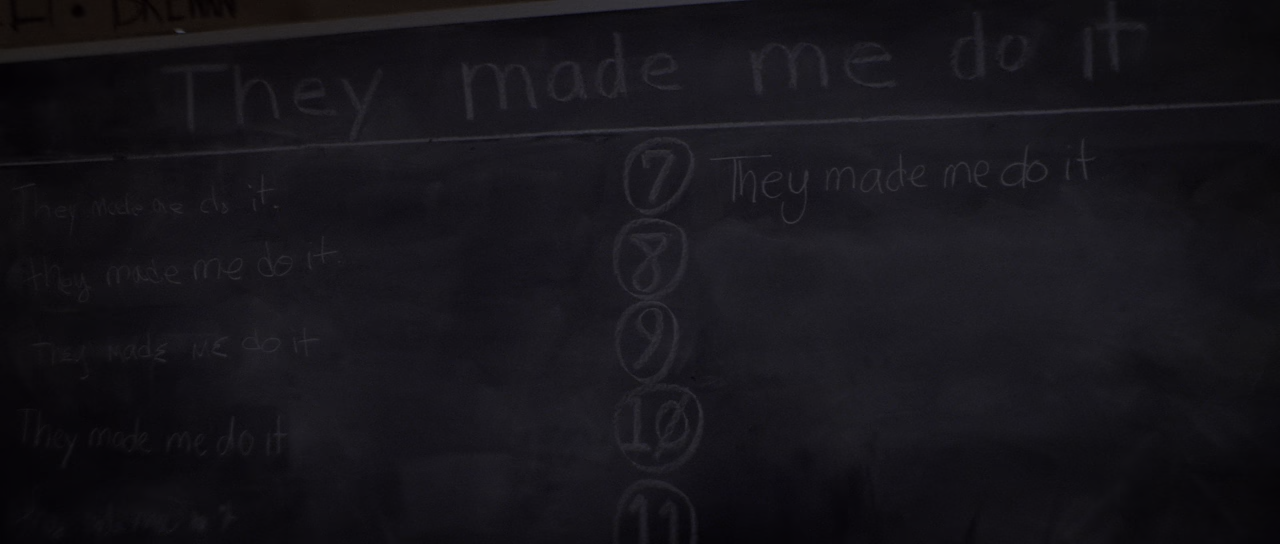 They made me do it
They made me do it.
They made me do it.
They made me do it
They made me do it
7 They made me do it
8
9
10
11